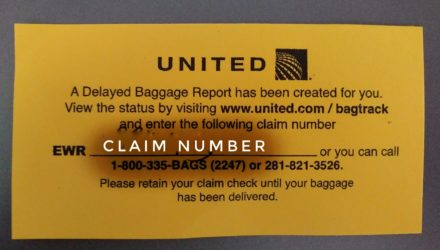 UNITED
A Delayed Baggage Report has been created for you.
View the status by visiting www.united.com / bagtrack
and enter the following claim number
EWR CLAIM NUMBER or you can call
1-800-335-BAGS (2247) or 281-821-3526.
Please retain your claim check until your baggage
has been delivered.